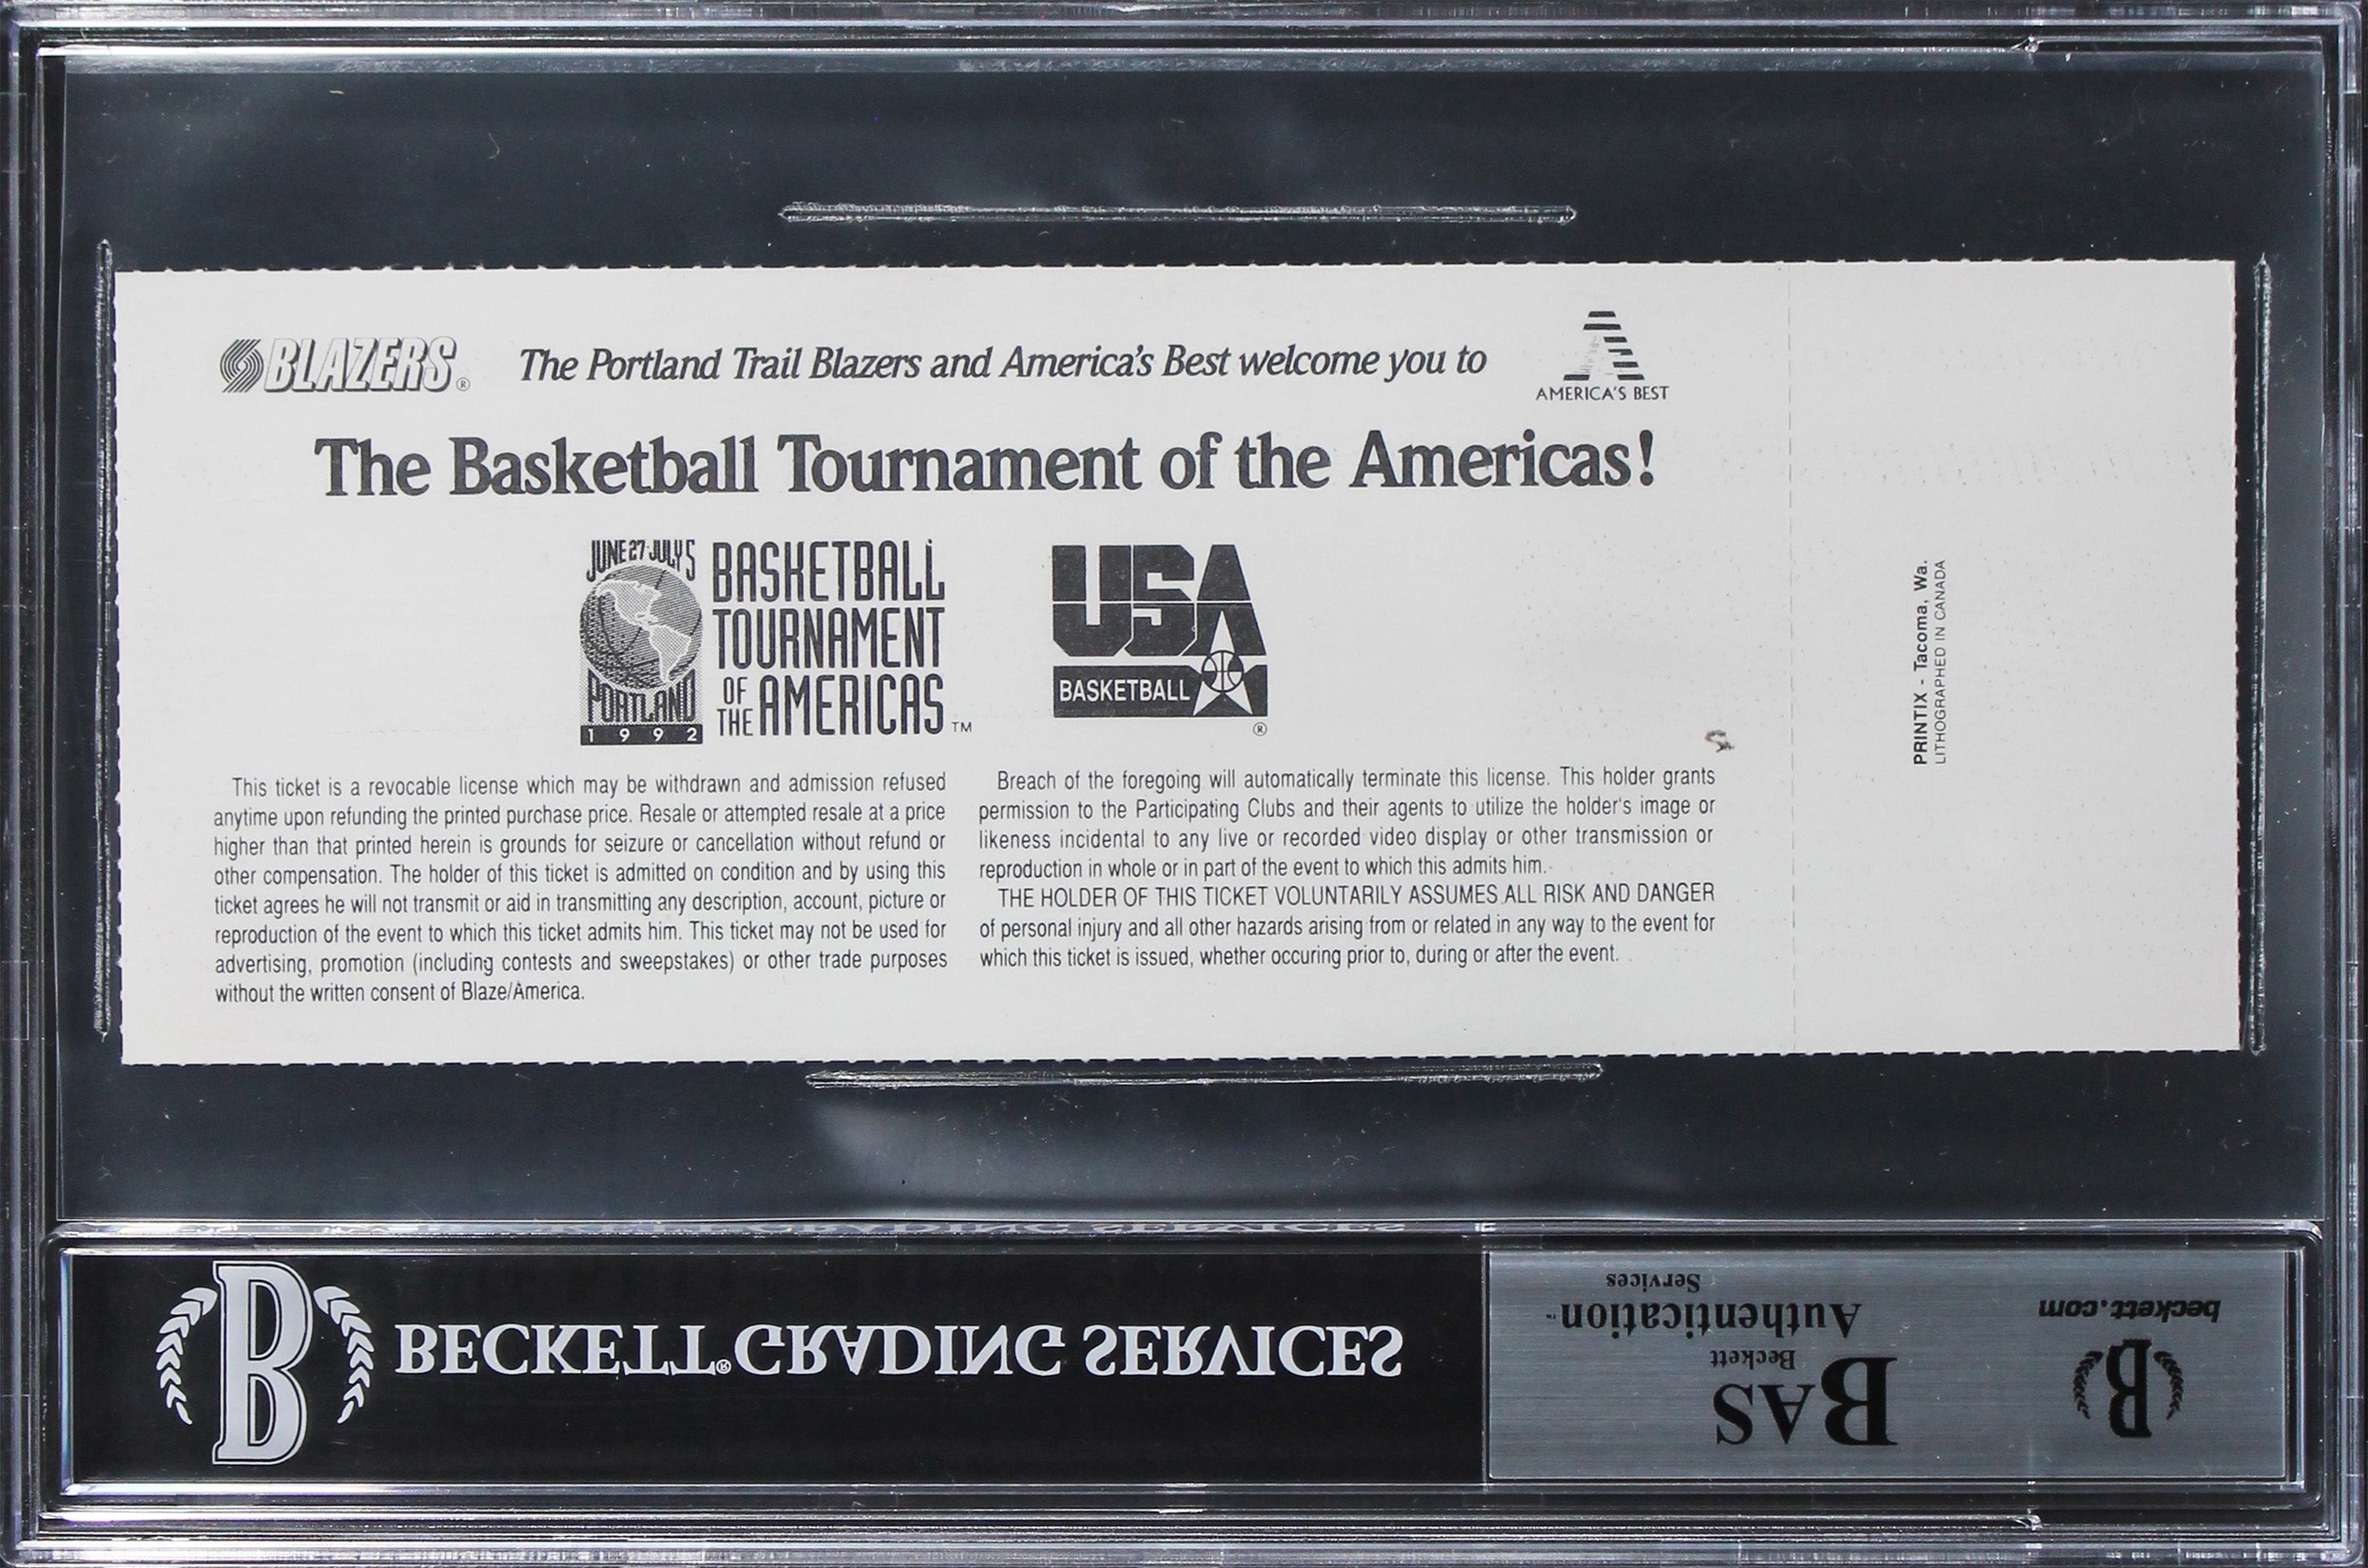 BLAZERS®
The Portland Trail Blazers and America's Best welcome you to
AMERICA'S BEST
The Basketball Tournament of the Americas!
JUNE 27-JULY 5
PORTLAND
1992
BASKETBALL
TOURNAMENT
OF THE AMERICAS™
USA
BASKETBALL
®
This ticket is a revocable license which may be withdrawn and admission refused
anytime upon refunding the printed purchase price. Resale or attempted resale at a price
higher than that printed herein is grounds for seizure or cancellation without refund or
other compensation. The holder of this ticket is admitted on condition and by using this
ticket agrees he will not transmit or aid in transmitting any description, account, picture or
reproduction of the event to which this ticket admits him. This ticket may not be used for
advertising, promotion (including contests and sweepstakes) or other trade purposes
without the written consent of Blaze/America.
Breach of the foregoing will automatically terminate this license. This holder grants
permission to the Participating Clubs and their agents to utilize the holder's image or
likeness incidental to any live or recorded video display or other transmission or
reproduction in whole or in part of the event to which this admits him.
THE HOLDER OF THIS TICKET VOLUNTARILY ASSUMES ALL RISK AND DANGER
of personal injury and all other hazards arising from or related in any way to the event for
which this ticket is issued, whether occuring prior to, during or after the event.
PRINTIX - Tacoma, Wa.
LITHOGRAPHED IN CANADA
B
BECKETT® GRADING SERVICES
BAS
Beckett
Authentication™
Services
B
beckett.com